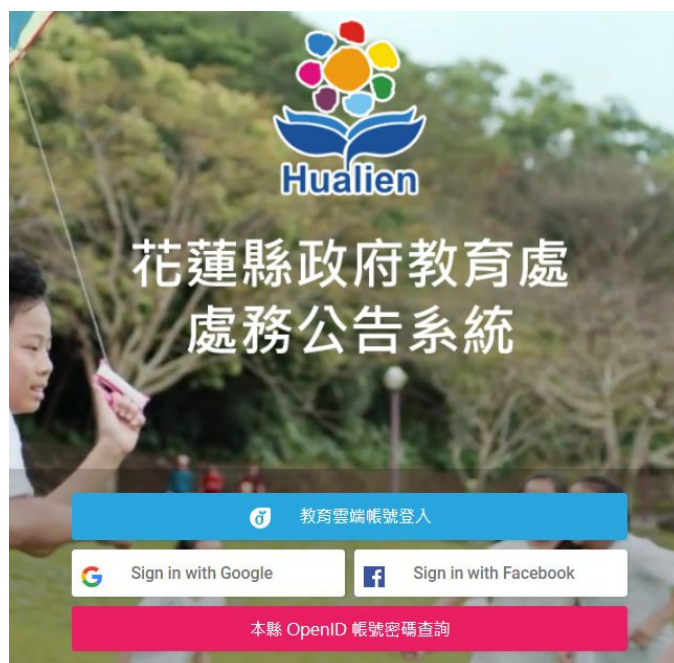 Hualien
花蓮縣政府教育處
處務公告系統
教育雲端帳號登入
Sign in with Google
Sign in with Facebook
本縣 OpenID 帳號密碼查詢